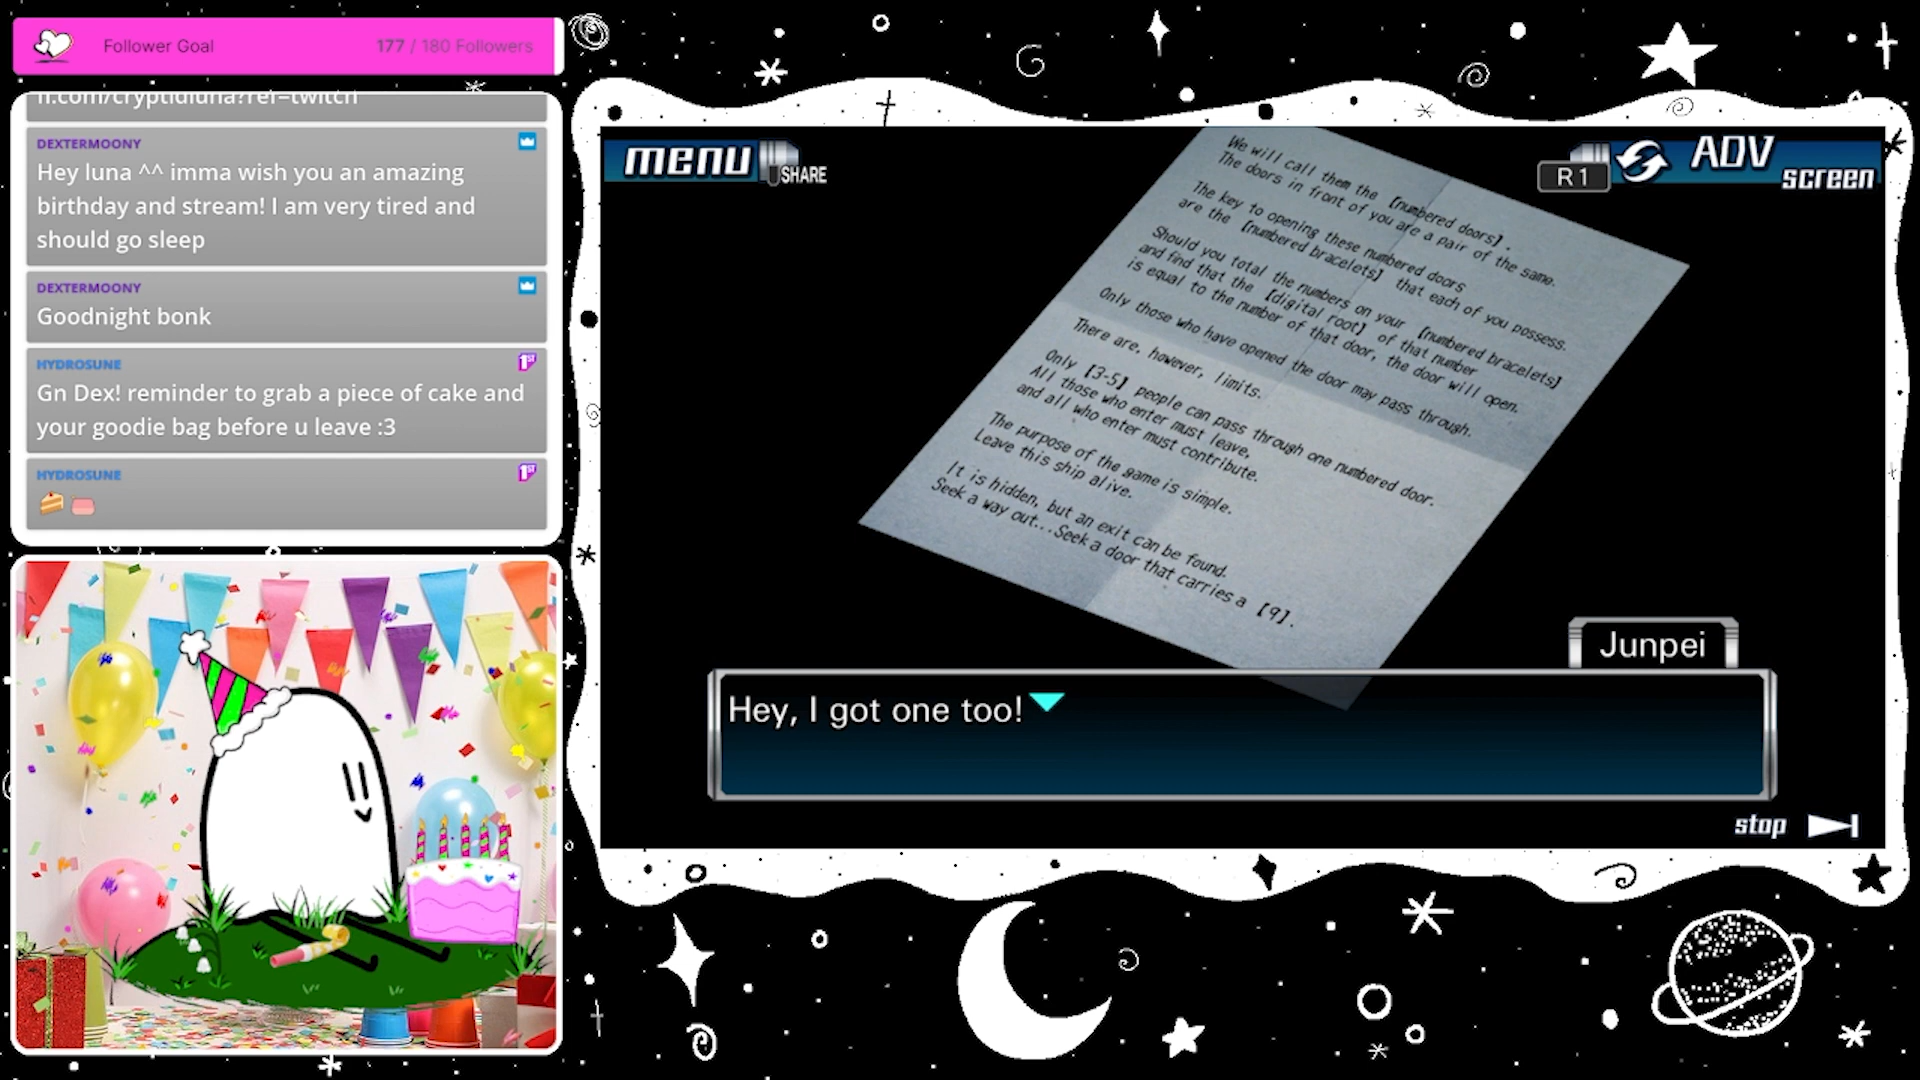 Follower Goal
177 / 180 Followers
n.com/cryptidluna?ref=twitch
DEXTERMOONY
Hey luna ^^ imma wish you an amazing
birthday and stream! I am very tired and
should go sleep
DEXTERMOONY
Goodnight bonk
HYDROSUNE
1ST
Gn Dex! reminder to grab a piece of cake and
your goodie bag before u leave :3
HYDROSUNE
1ST
menu
SHARE
R1
ADV
screen
We will call them the [numbered doors].
The doors in front of you are a pair of the same.
The key to opening these numbered doors
are the [numbered bracelets] that each of you possess.
Should you total the numbers on your [numbered bracelets]
and find that the [digital root] of that number
is equal to the number of that door, the door will open.
Only those who have opened the door may pass through.
There are, however, limits.
Only [3-5] people can pass through one numbered door.
All those who enter must leave,
and all who enter must contribute.
The purpose of the game is simple.
Leave this ship alive.
It is hidden, but an exit can be found.
Seek a way out...Seek a door that carries a [9].
Junpei
Hey, I got one too!
stop